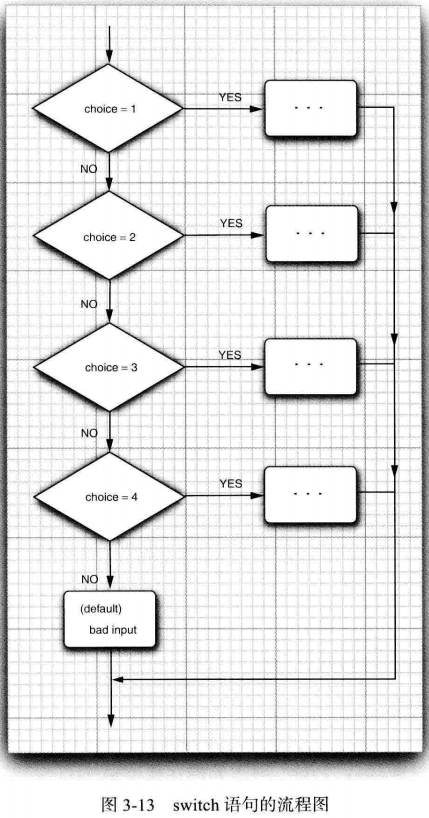 choice = 1
YES
. . .
NO
choice = 2
YES
. . .
NO
choice = 3
YES
. . .
NO
choice = 4
YES
. . .
NO
(default)
bad input
图 3-13 switch 语句的流程图